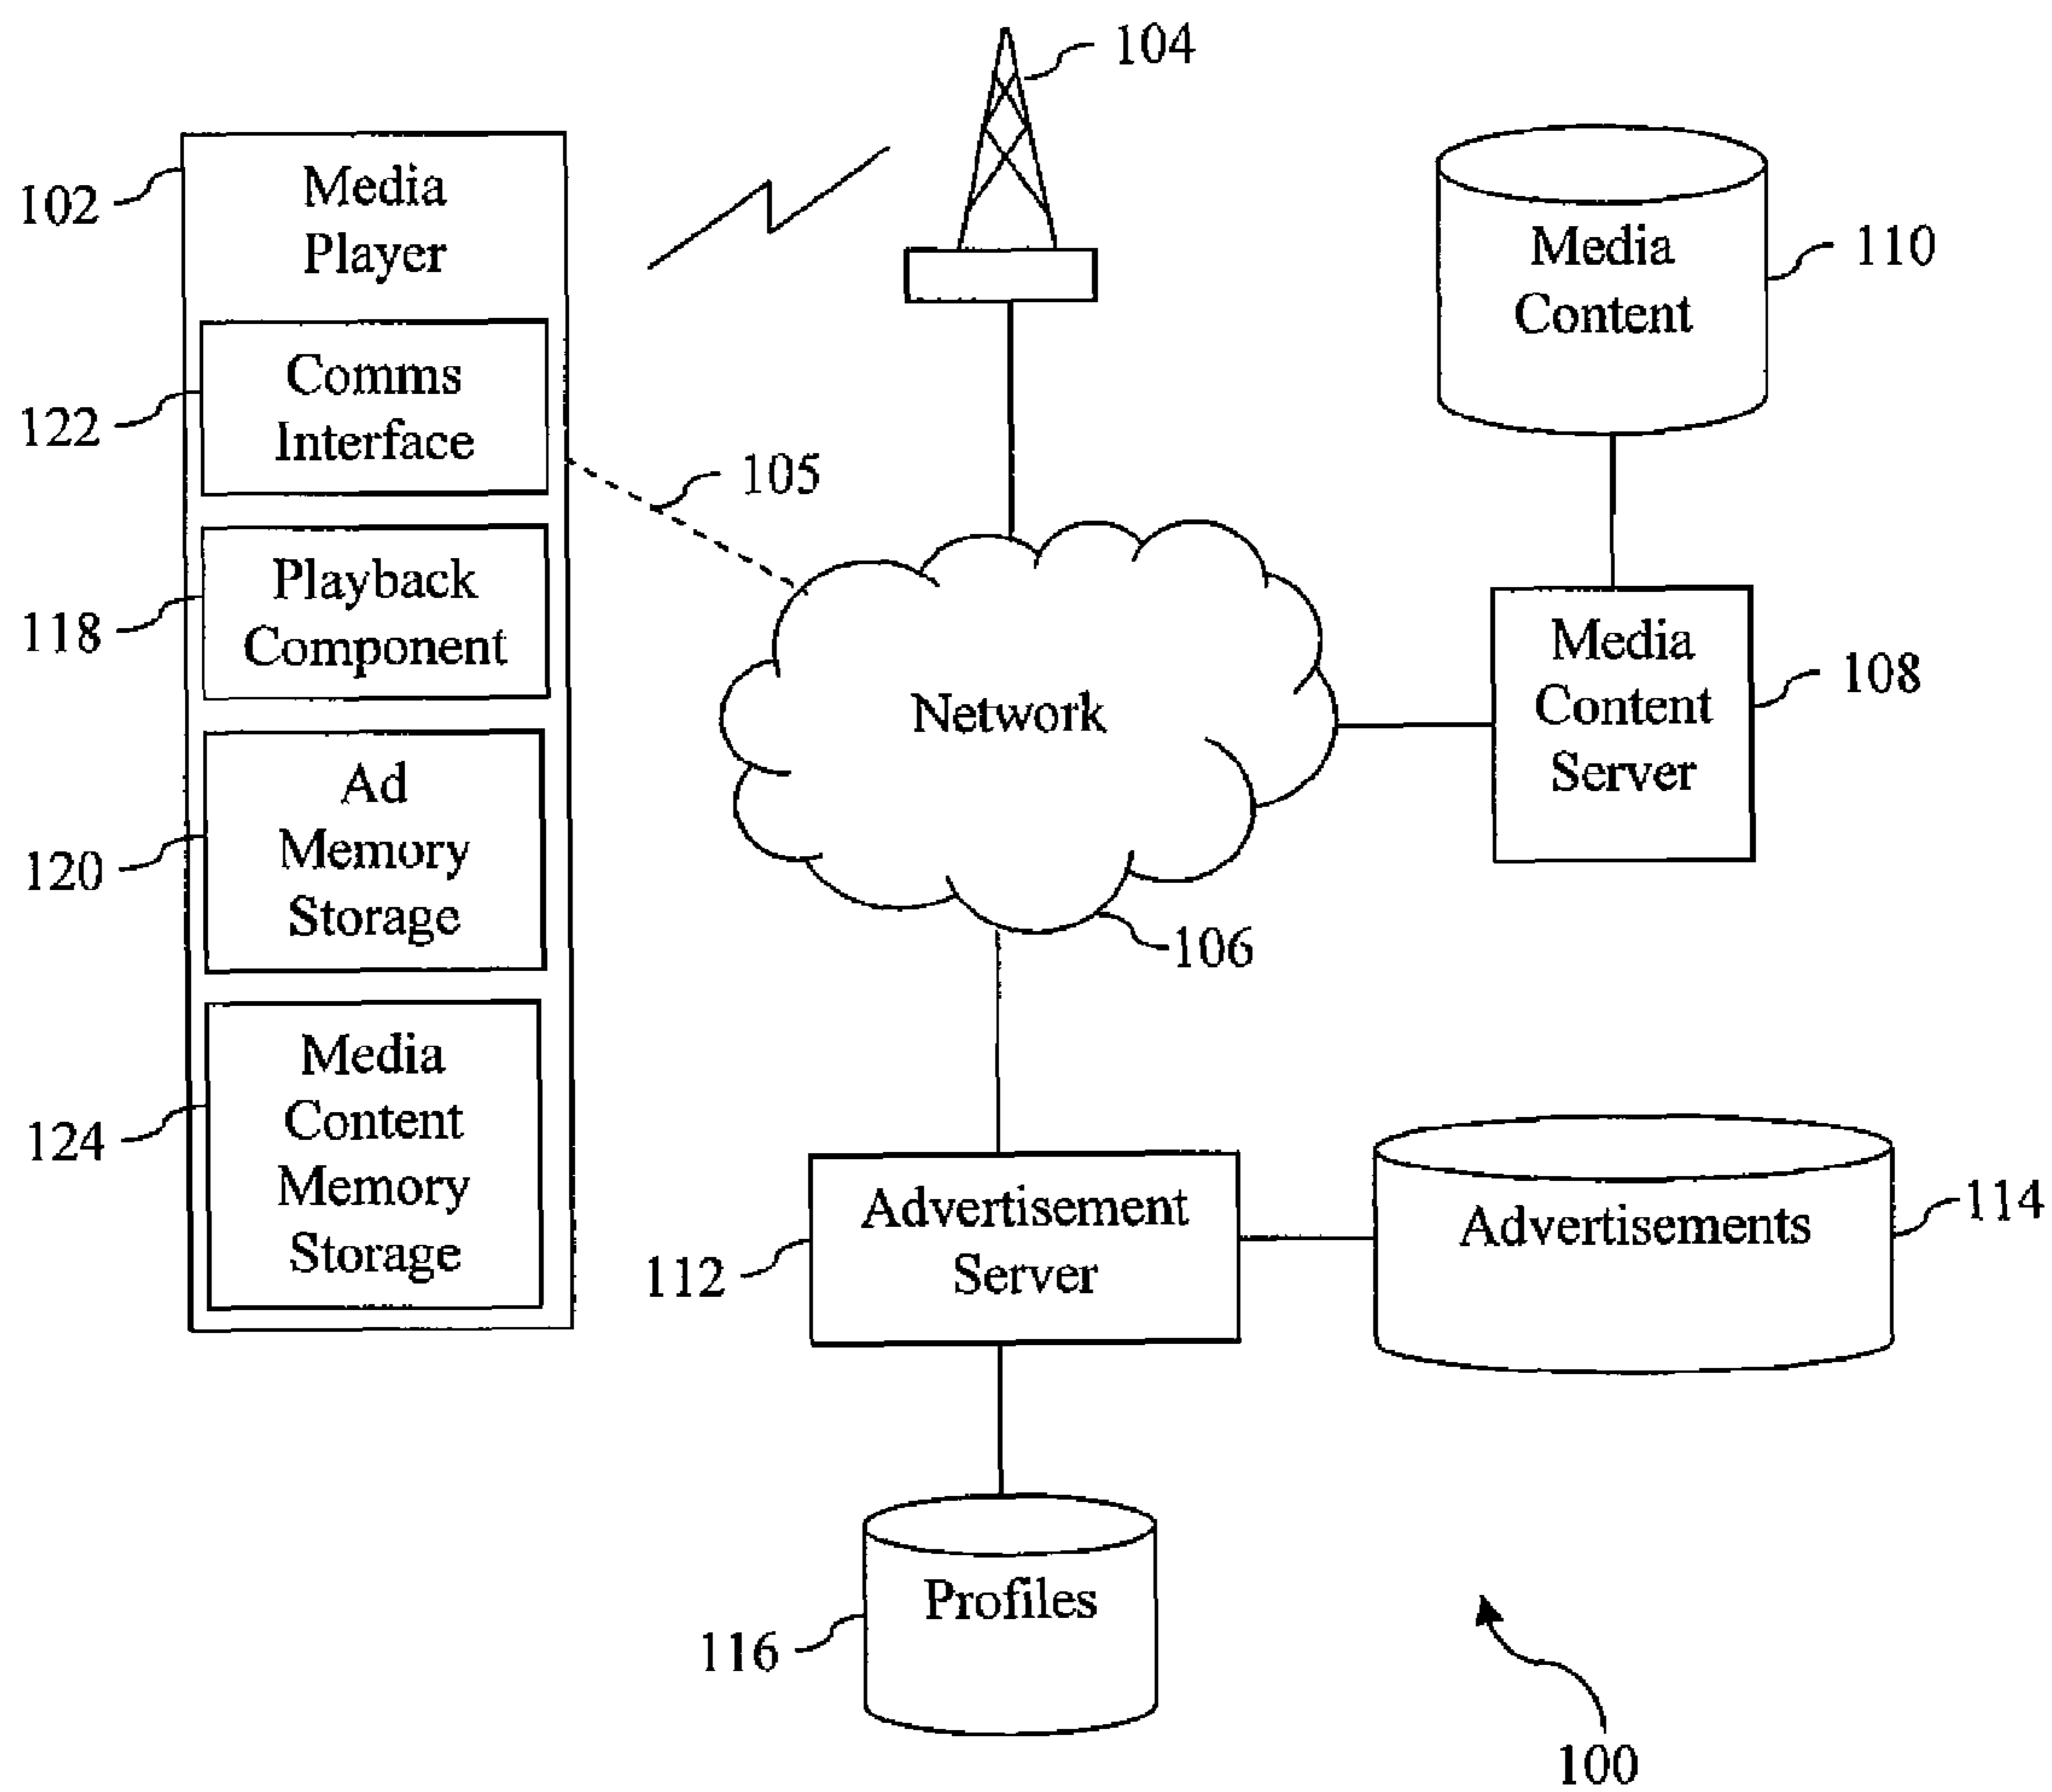 104
102
Media
Player
Media
Content
110
122
Comms
Interface
105
118
Playback
Component
Network
Media
Content
Server
108
120
Ad
Memory
Storage
106
124
Media
Content
Memory
Storage
112
Advertisement
Server
Advertisements
114
116
Profiles
100